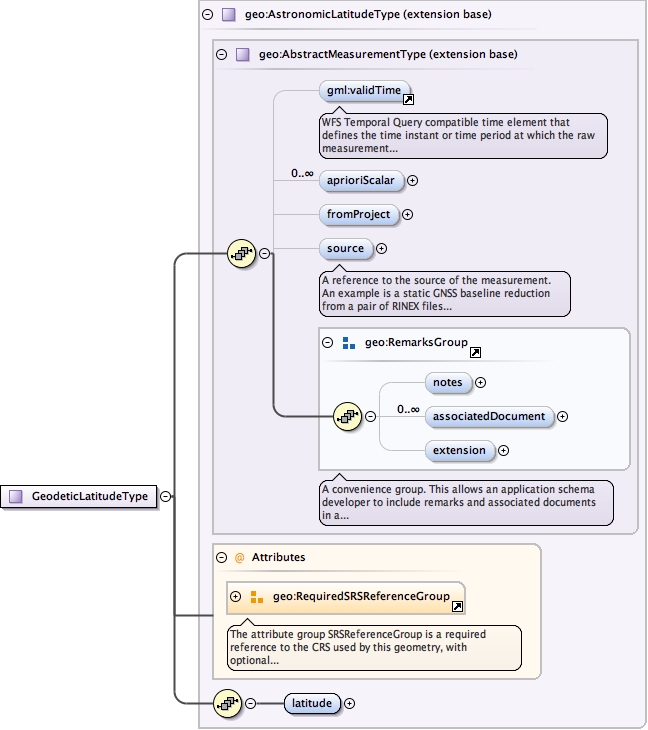 geo:AstronomicLatitudeType (extension base)
geo:AbstractMeasurementType (extension base)
gml:validTime
WFS Temporal Query compatible time element that
defines the time instant or time period at which the raw
measurement...
0..∞
aprioriScalar
fromProject
source
A reference to the source of the measurement.
An example is a static GNSS baseline reduction
from a pair of RINEX files...
geo:RemarksGroup
notes
0..∞
associatedDocument
extension
A convenience group. This allows an application schema
developer to include remarks and associated documents
in a...
GeodeticLatitudeType
@ Attributes
geo:RequiredSRSReferenceGroup
The attribute group SRSReferenceGroup is a required
reference to the CRS used by this geometry, with
optional...
latitude